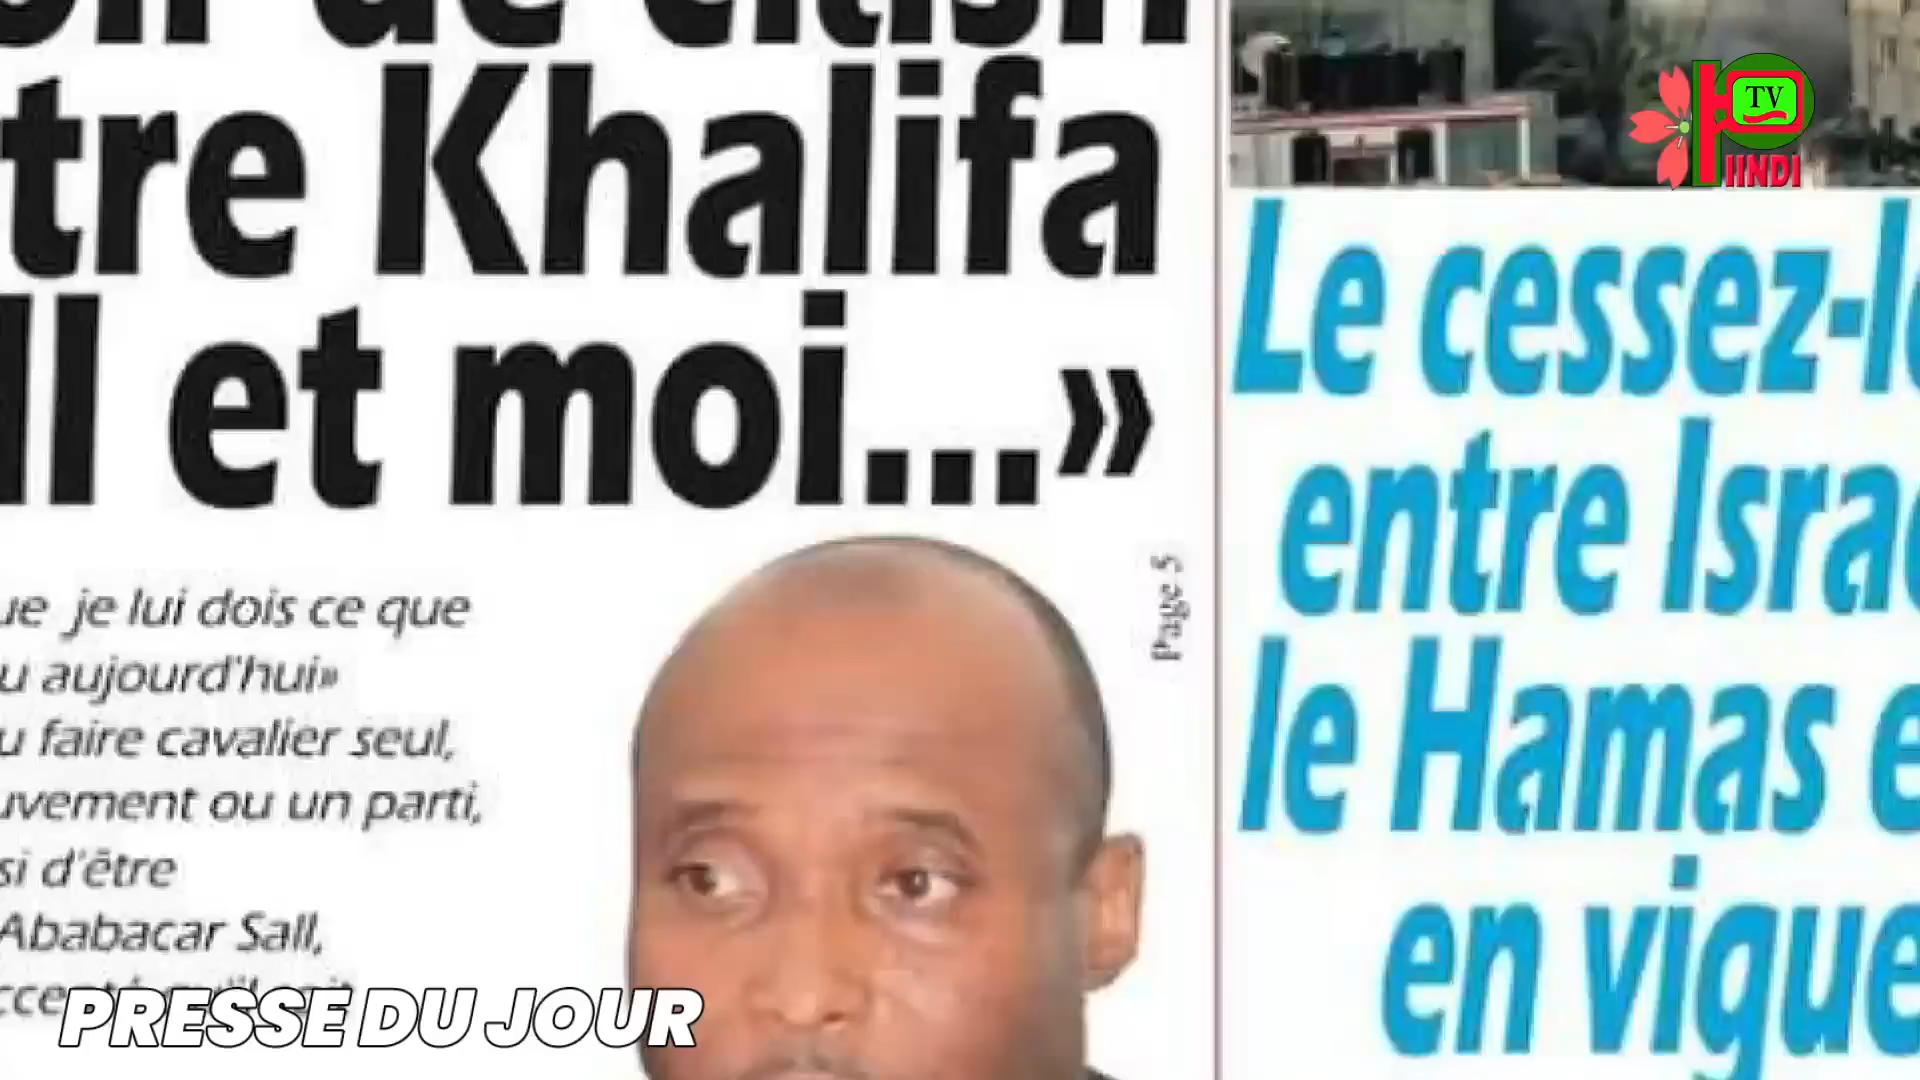 de
tre Khalifa
ll et moi...»
ue je lui dois ce que
u aujourd'hui»
u faire cavalier seul,
uvement ou un parti,
si d'être
Ababacar Sall,
Page 5
TV
IINDI
Le cessez-le
entre Isra
le Hamas e
en vigue
PRESSE DU JOUR